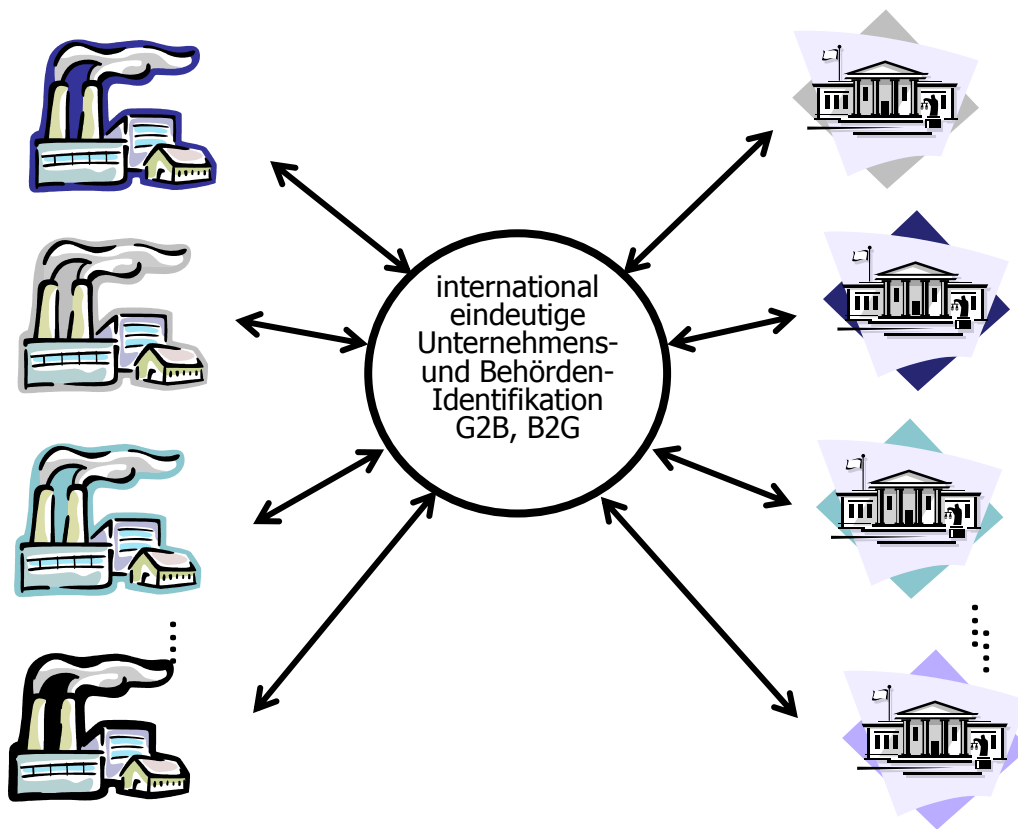 international
eindeutige
Unternehmens-
und Behörden-
Identifikation
G2B, B2G